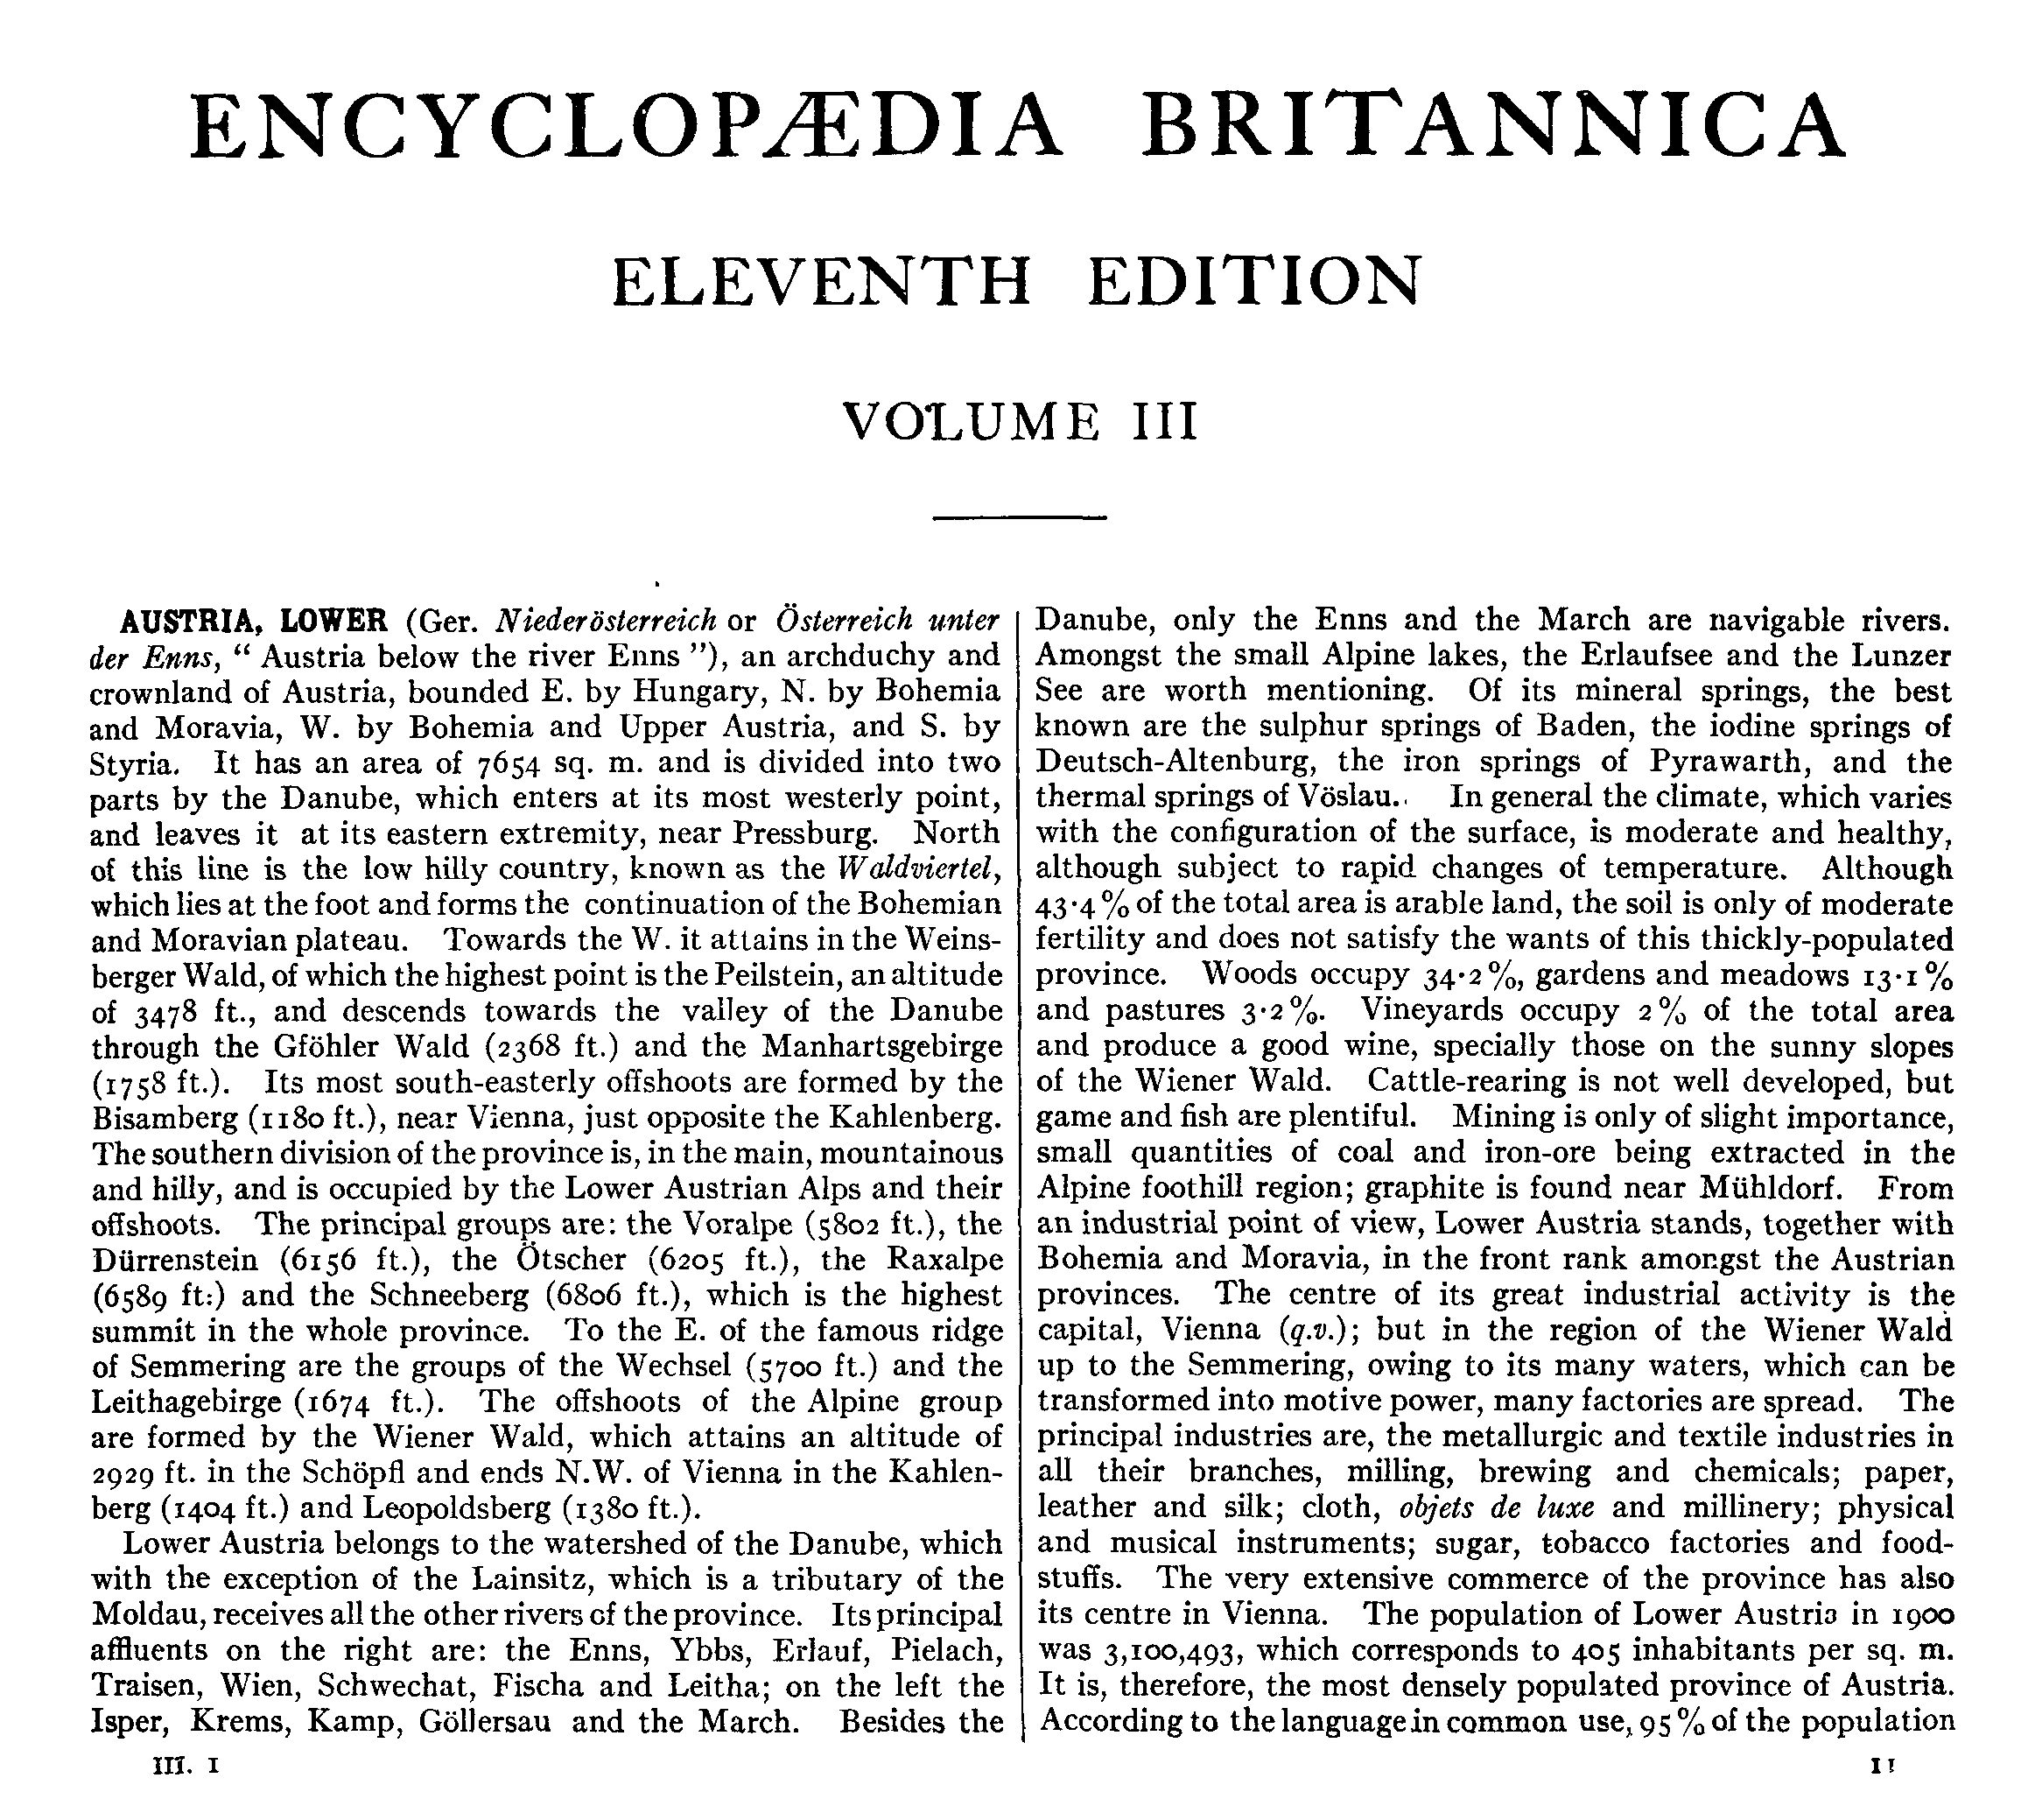 ENCYCLOPÆDIA BRITANNICA
ELEVENTH EDITION
VOLUME III
AUSTRIA, LOWER (Ger. Niederösterreich or Österreich unter
der Enns, “ Austria below the river Enns ”), an archduchy and
crownland of Austria, bounded E. by Hungary, N. by Bohemia
and Moravia, W. by Bohemia and Upper Austria, and S. by
Styria. It has an area of 7654 sq. m. and is divided into two
parts by the Danube, which enters at its most westerly point,
and leaves it at its eastern extremity, near Pressburg. North
of this line is the low hilly country, known as the Waldviertel,
which lies at the foot and forms the continuation of the Bohemian
and Moravian plateau. Towards the W. it attains in the Weins-
berger Wald, of which the highest point is the Peilstein, an altitude
of 3478 ft., and descends towards the valley of the Danube
through the Gföhler Wald (2368 ft.) and the Manhartsgebirge
(1758 ft.). Its most south-easterly offshoots are formed by the
Bisamberg (1180 ft.), near Vienna, just opposite the Kahlenberg.
The southern division of the province is, in the main, mountainous
and hilly, and is occupied by the Lower Austrian Alps and their
offshoots. The principal groups are: the Voralpe (5802 ft.), the
Dürrenstein (6156 ft.), the Ötscher (6205 ft.), the Raxalpe
(6589 ft.) and the Schneeberg (6806 ft.), which is the highest
summit in the whole province. To the E. of the famous ridge
of Semmering are the groups of the Wechsel (5700 ft.) and the
Leithagebirge (1674 ft.). The offshoots of the Alpine group
are formed by the Wiener Wald, which attains an altitude of
2929 ft. in the Schöpfl and ends N.W. of Vienna in the Kahlen-
berg (1404 ft.) and Leopoldsberg (1380 ft.).
Lower Austria belongs to the watershed of the Danube, which
with the exception of the Lainsitz, which is a tributary of the
Moldau, receives all the other rivers of the province. Its principal
affluents on the right are: the Enns, Ybbs, Erlauf, Pielach,
Traisen, Wien, Schwechat, Fischa and Leitha; on the left the
Isper, Krems, Kamp, Göllersau and the March. Besides the
Danube, only the Enns and the March are navigable rivers.
Amongst the small Alpine lakes, the Erlaufsee and the Lunzer
See are worth mentioning. Of its mineral springs, the best
known are the sulphur springs of Baden, the iodine springs of
Deutsch-Altenburg, the iron springs of Pyrawarth, and the
thermal springs of Vöslau. In general the climate, which varies
with the configuration of the surface, is moderate and healthy,
although subject to rapid changes of temperature. Although
43·4% of the total area is arable land, the soil is only of moderate
fertility and does not satisfy the wants of this thickly-populated
province. Woods occupy 34·2%, gardens and meadows 13·1%
and pastures 3·2%. Vineyards occupy 2% of the total area
and produce a good wine, specially those on the sunny slopes
of the Wiener Wald. Cattle-rearing is not well developed, but
game and fish are plentiful. Mining is only of slight importance,
small quantities of coal and iron-ore being extracted in the
Alpine foothill region; graphite is found near Mühldorf. From
an industrial point of view, Lower Austria stands, together with
Bohemia and Moravia, in the front rank amongst the Austrian
provinces. The centre of its great industrial activity is the
capital, Vienna (q.v.); but in the region of the Wiener Wald
up to the Semmering, owing to its many waters, which can be
transformed into motive power, many factories are spread. The
principal industries are, the metallurgic and textile industries in
all their branches, milling, brewing and chemicals; paper,
leather and silk; cloth, objets de luxe and millinery; physical
and musical instruments; sugar, tobacco factories and food-
stuffs. The very extensive commerce of the province has also
its centre in Vienna. The population of Lower Austria in 1900
was 3,100,493, which corresponds to 405 inhabitants per sq. m.
It is, therefore, the most densely populated province of Austria.
According to the language in common use, 95% of the population
III. 1
11